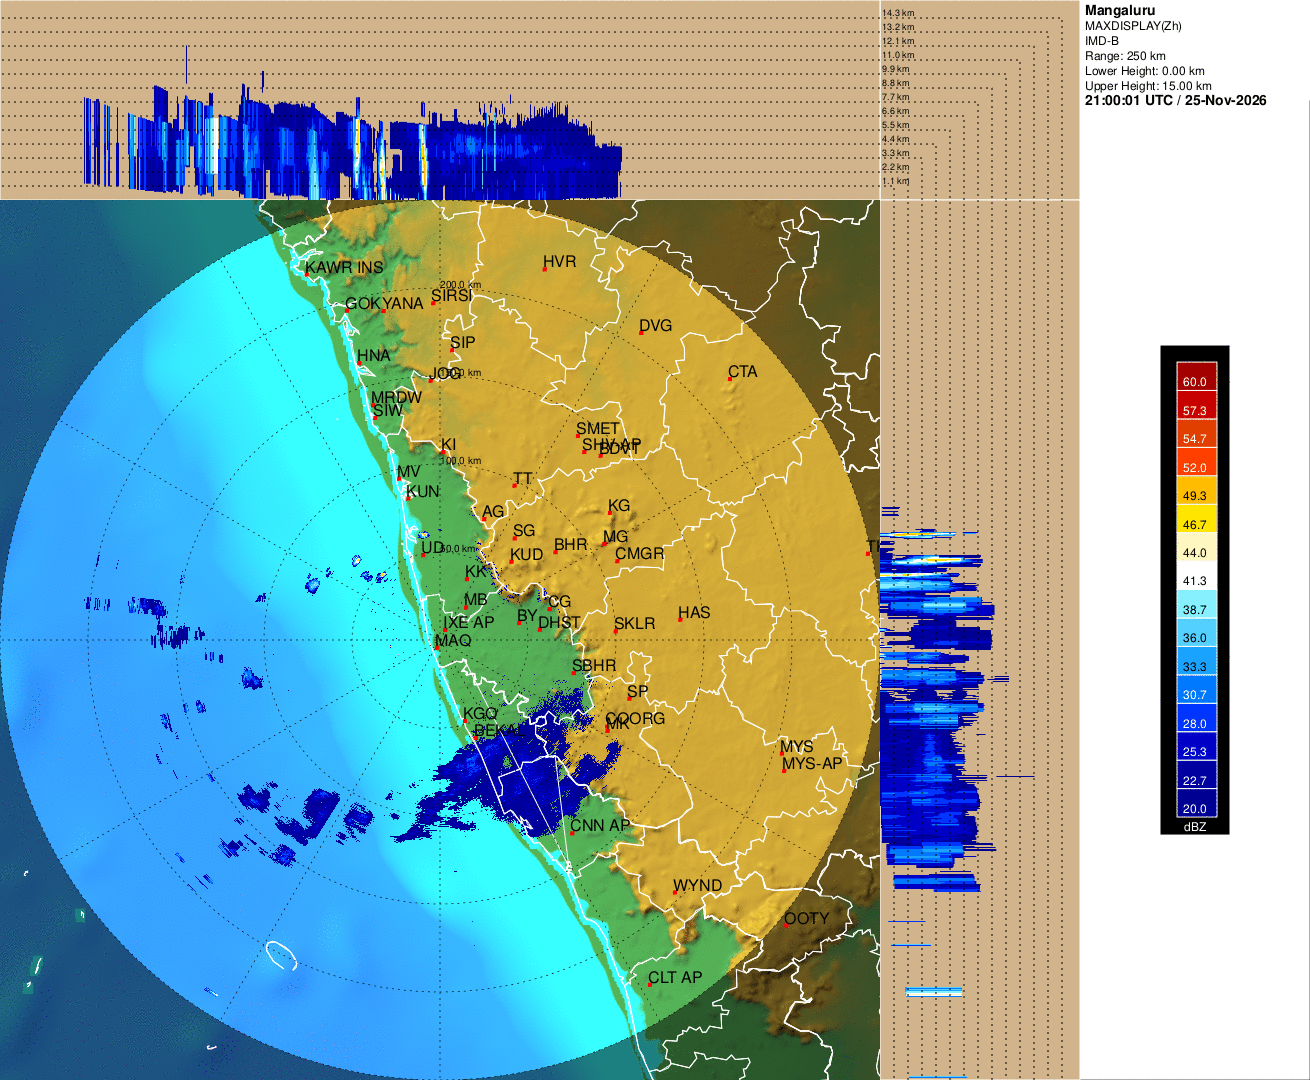 14.3 km
13.2 km
12.1 km
11.0 km
9.9 km
8.8 km
7.7 km
6.6 km
5.5 km
4.4 km
3.3 km
2.2 km
1.1 km
Mangaluru
MAXDISPLAY(Zh)
IMD-B
Range: 250 km
Lower Height: 0.00 km
Upper Height: 15.00 km
21:00:01 UTC / 25-Nov-2026
KAWR INS
HVR
200.0 km
GOKYANA
SIRSI
DVG
SIP
HNA
CTA
JOG
MRDW
SIW
SMET
KI
SHV-AP
BDVT
100.0 km
MV
TT
KUN
KG
AG
SG
MG
UD
50.0 km
KUD
BHR
CMGR
KK
MB
CG
HAS
IXE AP
BY
DHST
SKLR
MAQ
SBHR
SP
KGO
COORG
MK
MYS
MYS-AP
CNN AP
WYND
OOTY
CLT AP
60.0
57.3
54.7
52.0
49.3
46.7
44.0
41.3
38.7
36.0
33.3
30.7
28.0
25.3
22.7
20.0
dBZ